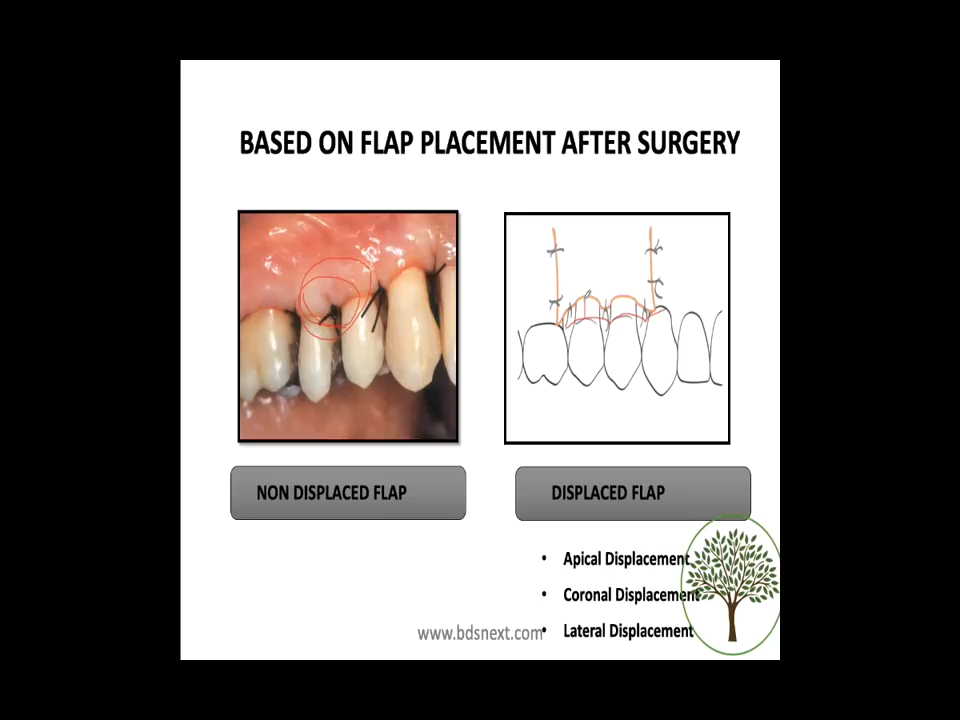 BASED ON FLAP PLACEMENT AFTER SURGERY
NON DISPLACED FLAP
DISPLACED FLAP
• Apical Displacement
• Coronal Displacement
• Lateral Displacement
www.bdsnext.com